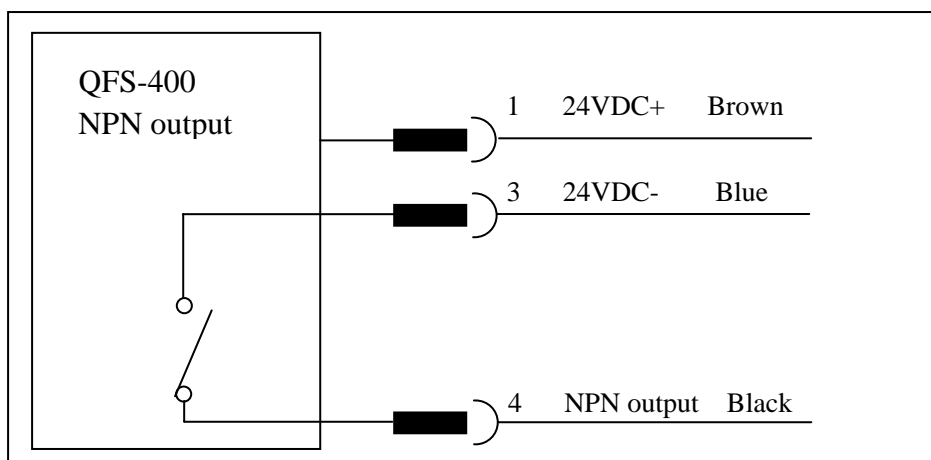 QFS-400
NPN output
1 24VDC+ Brown
3 24VDC- Blue
4 NPN output Black